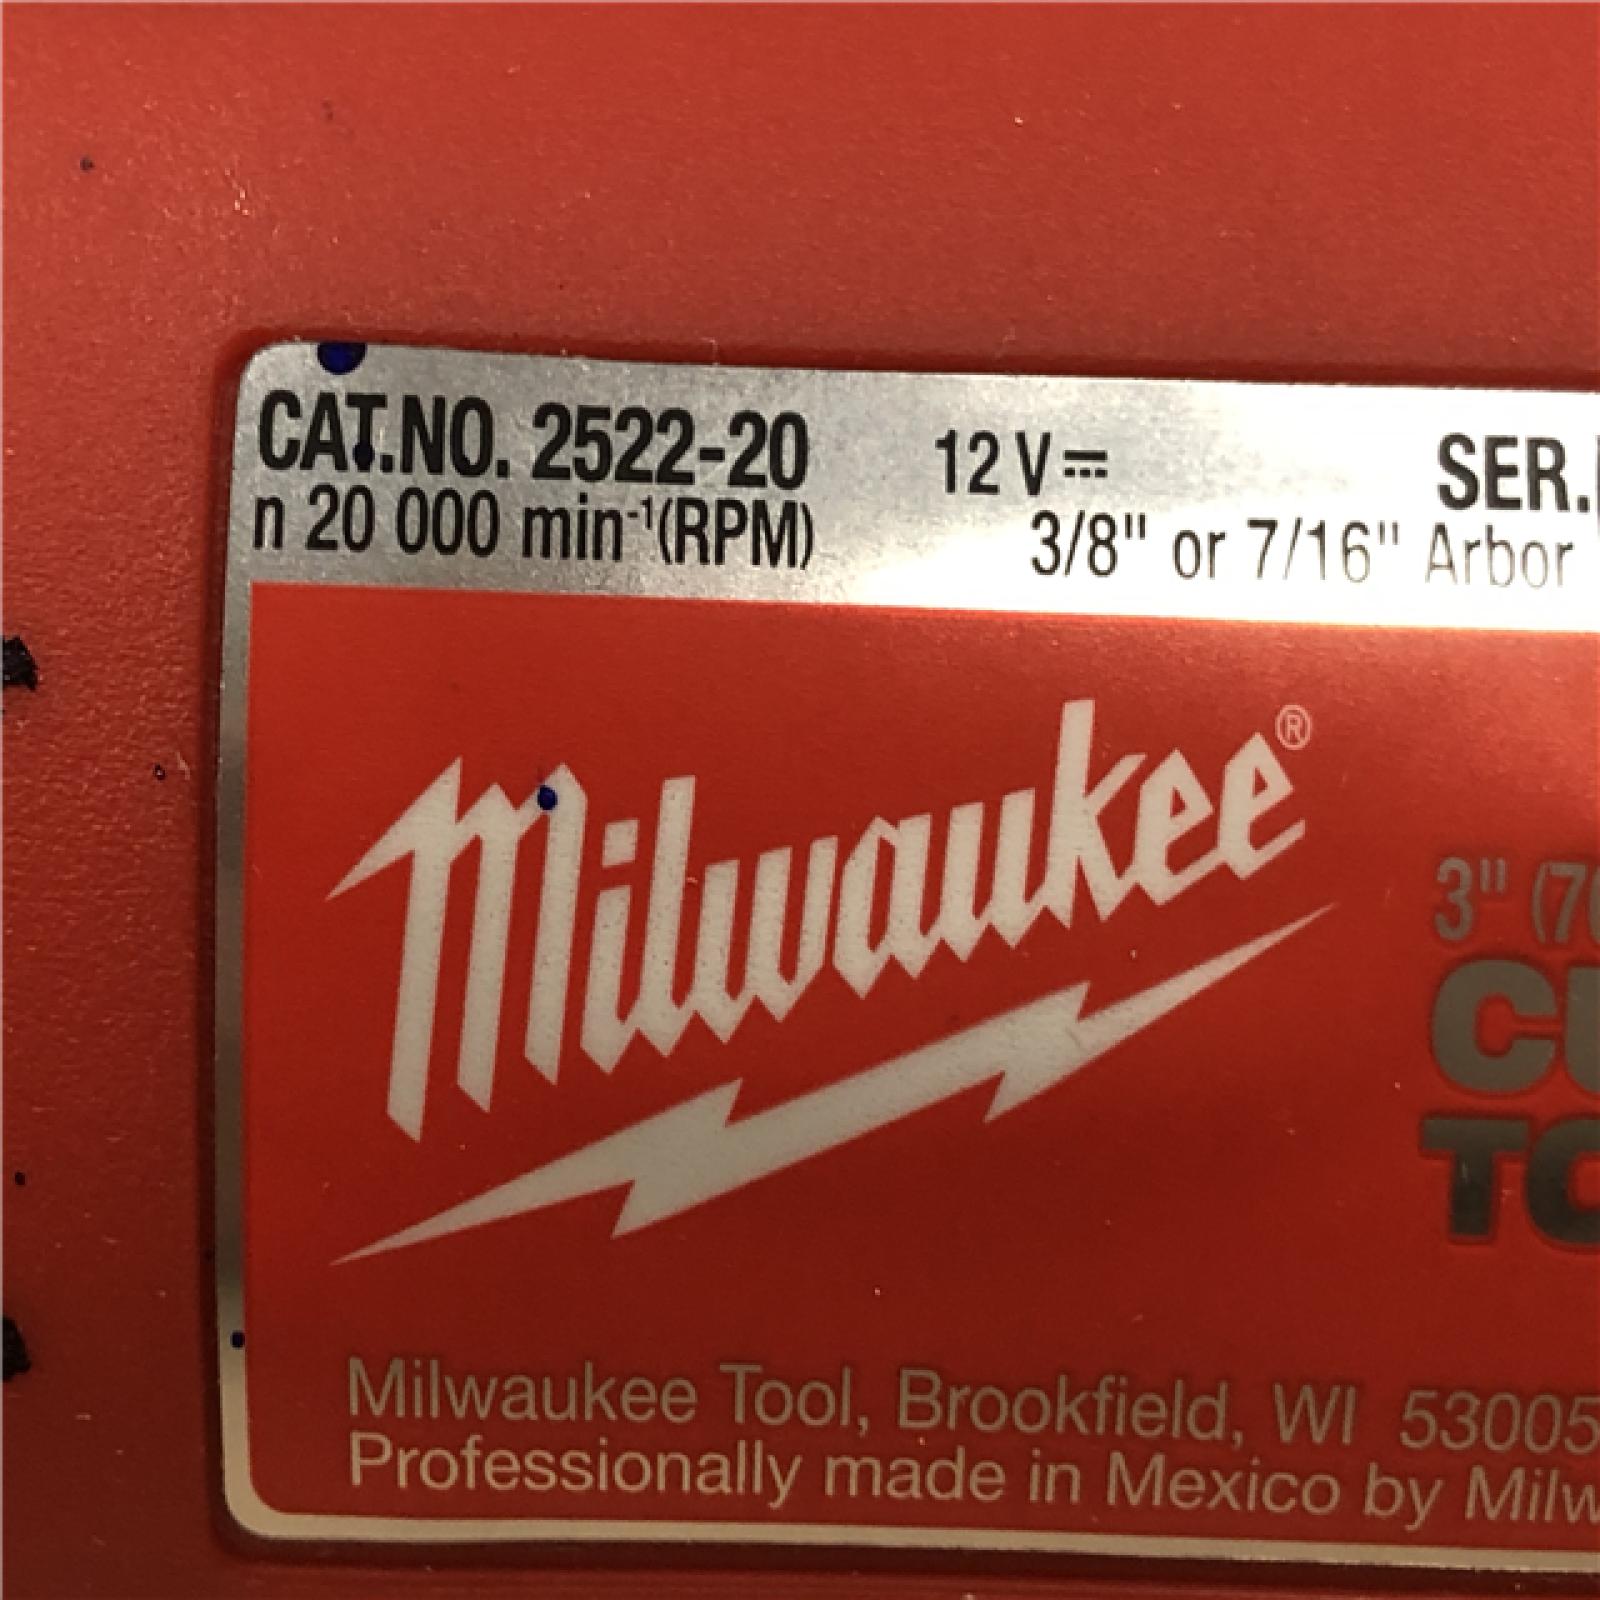 CAT.NO. 2522-20 12 V⎓ SER.
n 20 000 min⁻¹(RPM) 3/8" or 7/16" Arbor
Milwaukee®
3" (
Milwaukee Tool, Brookfield, WI 53005
Professionally made in Mexico by